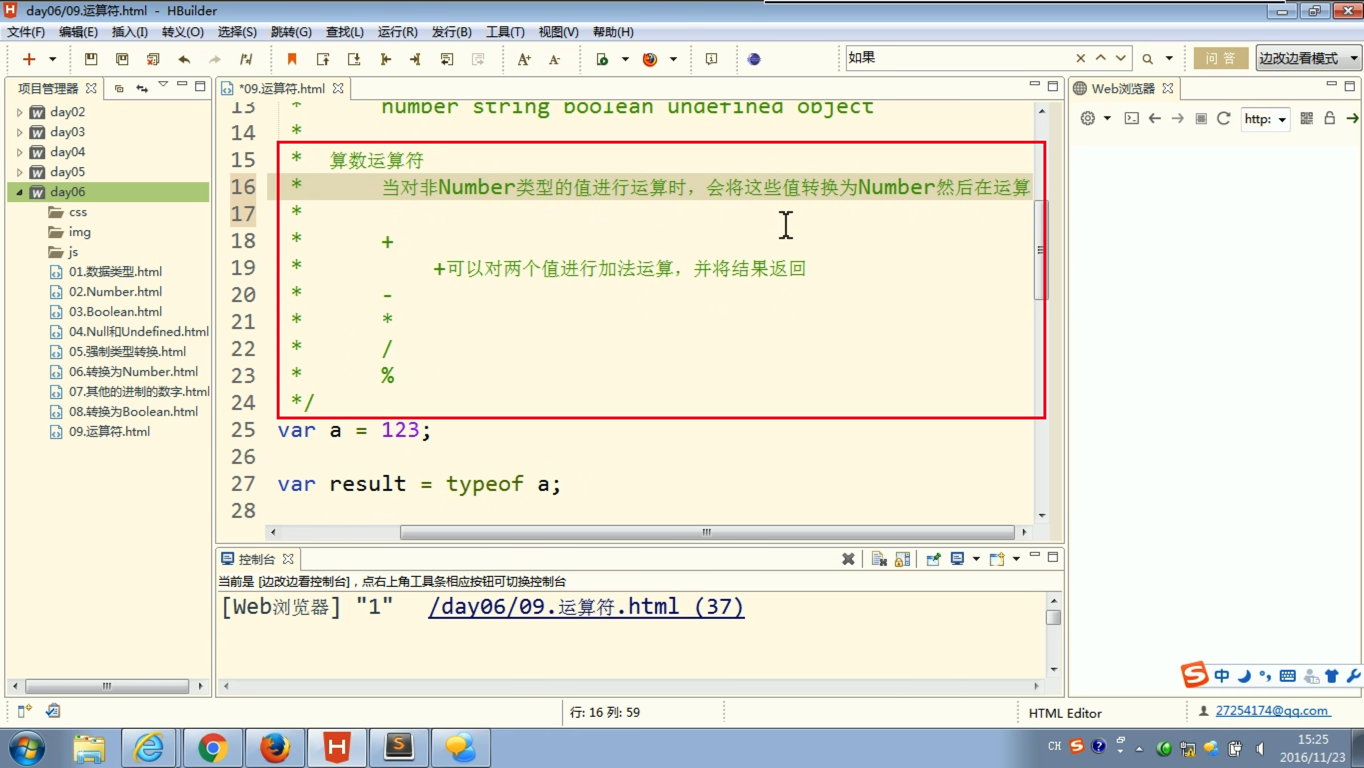 day06/09.运算符.html - HBuilder
文件(F) 编辑(E) 插入(I) 转义(O) 选择(S) 跳转(G) 查找(L) 运行(R) 发行(B) 工具(T) 视图(V) 帮助(H)
如果
问 答
边改边看模式
项目管理器
day02
day03
day04
day05
day06
css
img
js
01.数据类型.html
02.Number.html
03.Boolean.html
04.Null和Undefined.html
05.强制类型转换.html
06.转换为Number.html
07.其他的进制的数字.html
08.转换为Boolean.html
09.运算符.html
*09.运算符.html
13 * number string boolean undefined object
14 *
15 * 算数运算符
16 * 当对非Number类型的值进行运算时，会将这些值转换为Number然后在运算
17 *
18 * +
19 * +可以对两个值进行加法运算，并将结果返回
20 * -
21 * *
22 * /
23 * %
24 */
25 var a = 123;
26
27 var result = typeof a;
28
Web浏览器
http:
控制台
当前是 [边改边看控制台]，点右上角工具条相应按钮可切换控制台
[Web浏览器] "1" /day06/09.运算符.html (37)
中
行: 16 列: 59
HTML Editor
27254174@qq.com
CH
15:25
2016/11/23